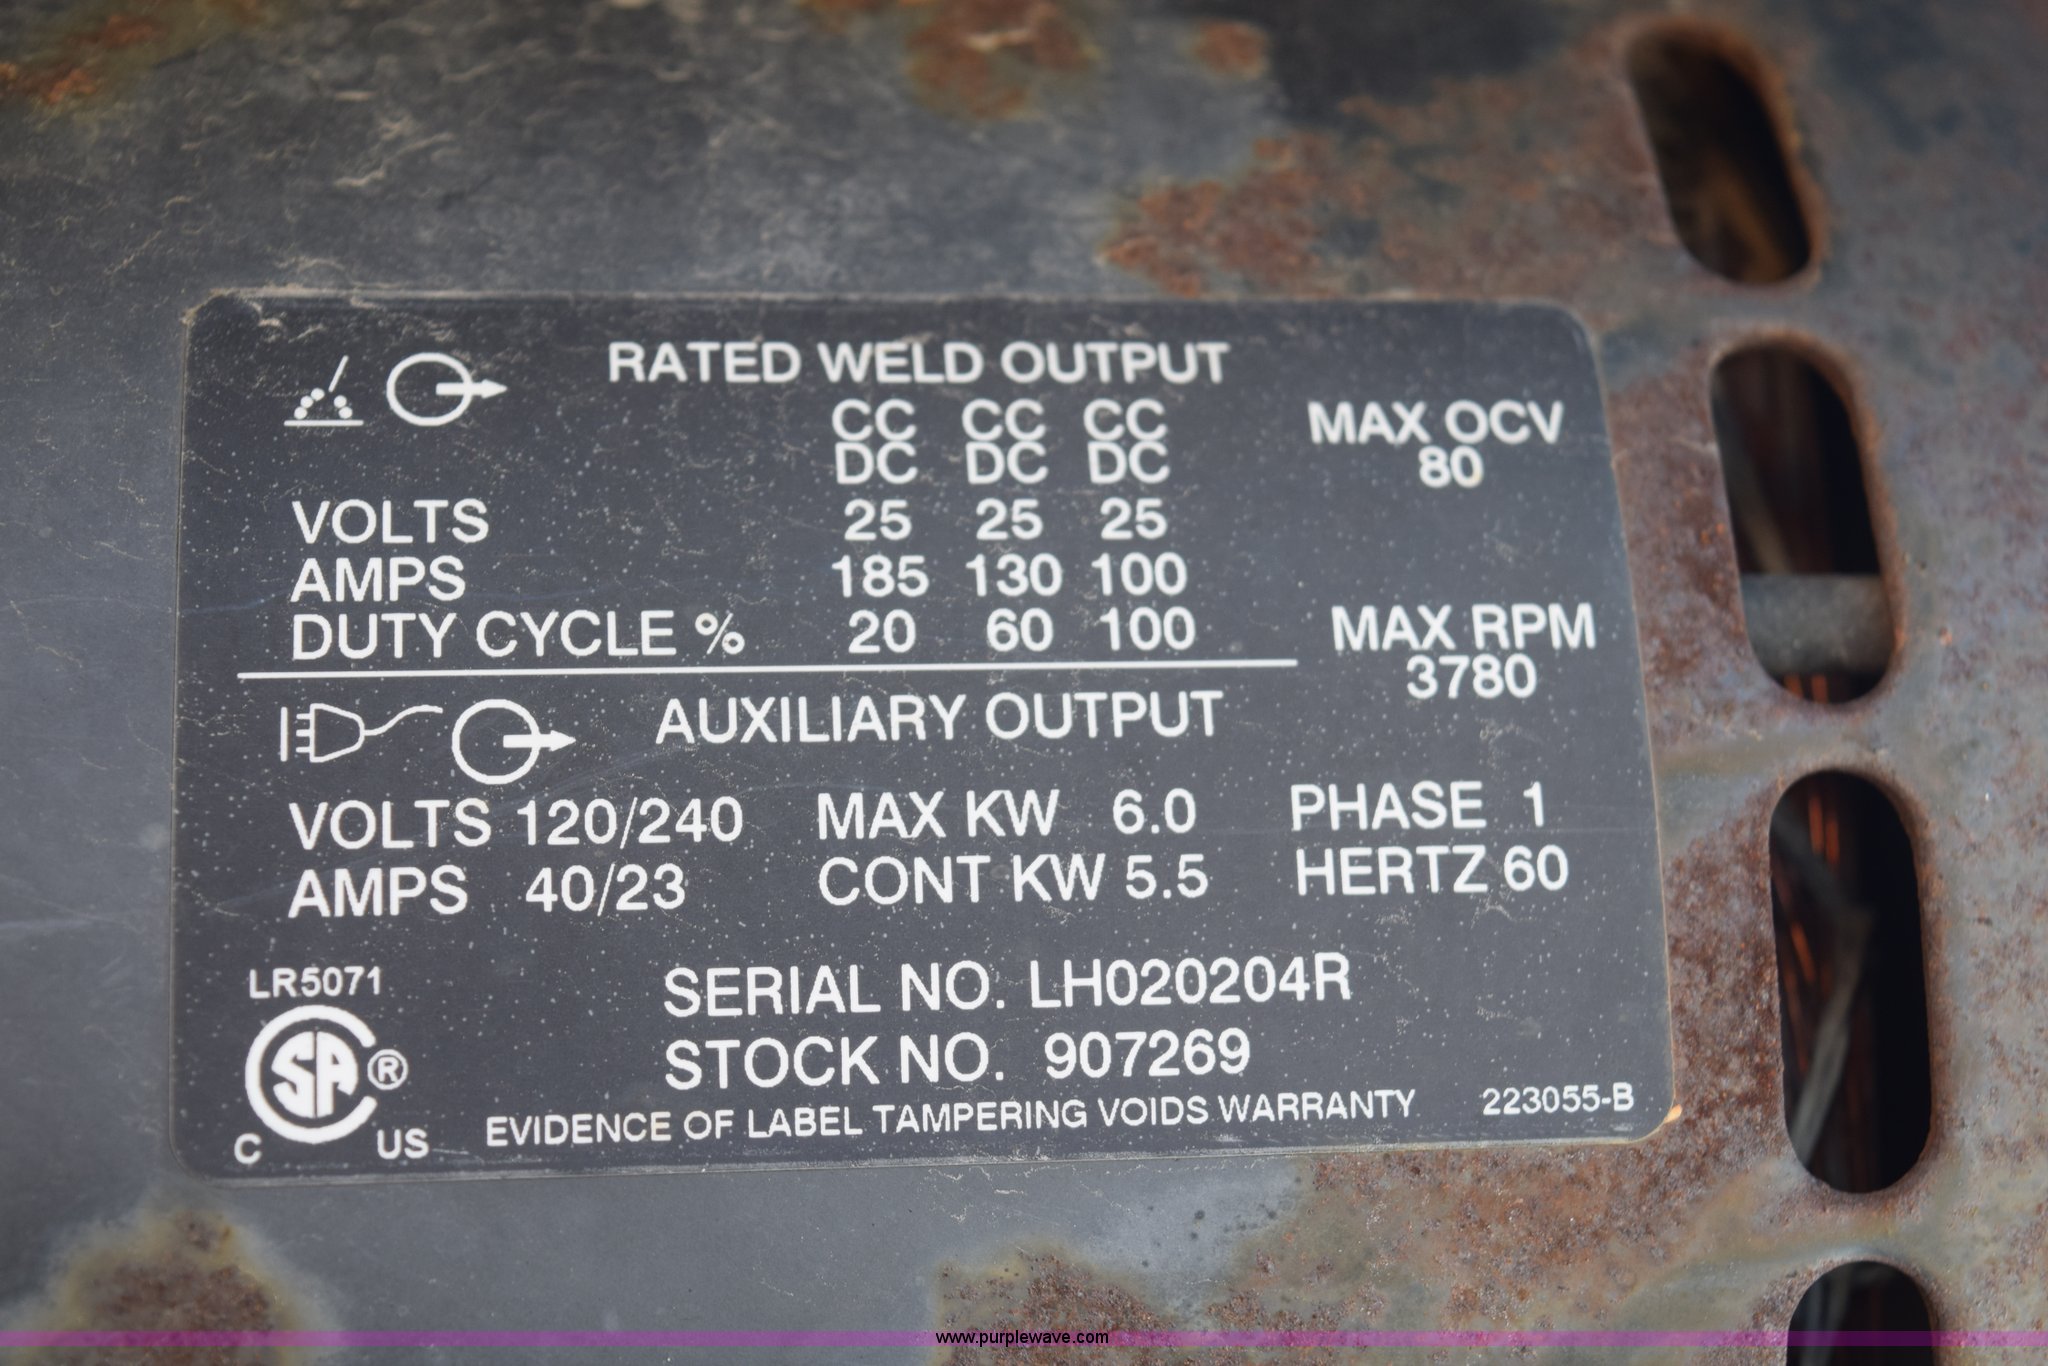 RATED WELD OUTPUT
CC CC CC
DC DC DC
MAX OCV
80
VOLTS 25 25 25
AMPS 185 130 100
DUTY CYCLE % 20 60 100
MAX RPM
3780
AUXILIARY OUTPUT
VOLTS 120/240 MAX KW 6.0 PHASE 1
AMPS 40/23 CONT KW 5.5 HERTZ 60
LR5071
SERIAL NO. LH020204R
STOCK NO. 907269
SA ®
C US
EVIDENCE OF LABEL TAMPERING VOIDS WARRANTY 223055-B
www.purplewave.com